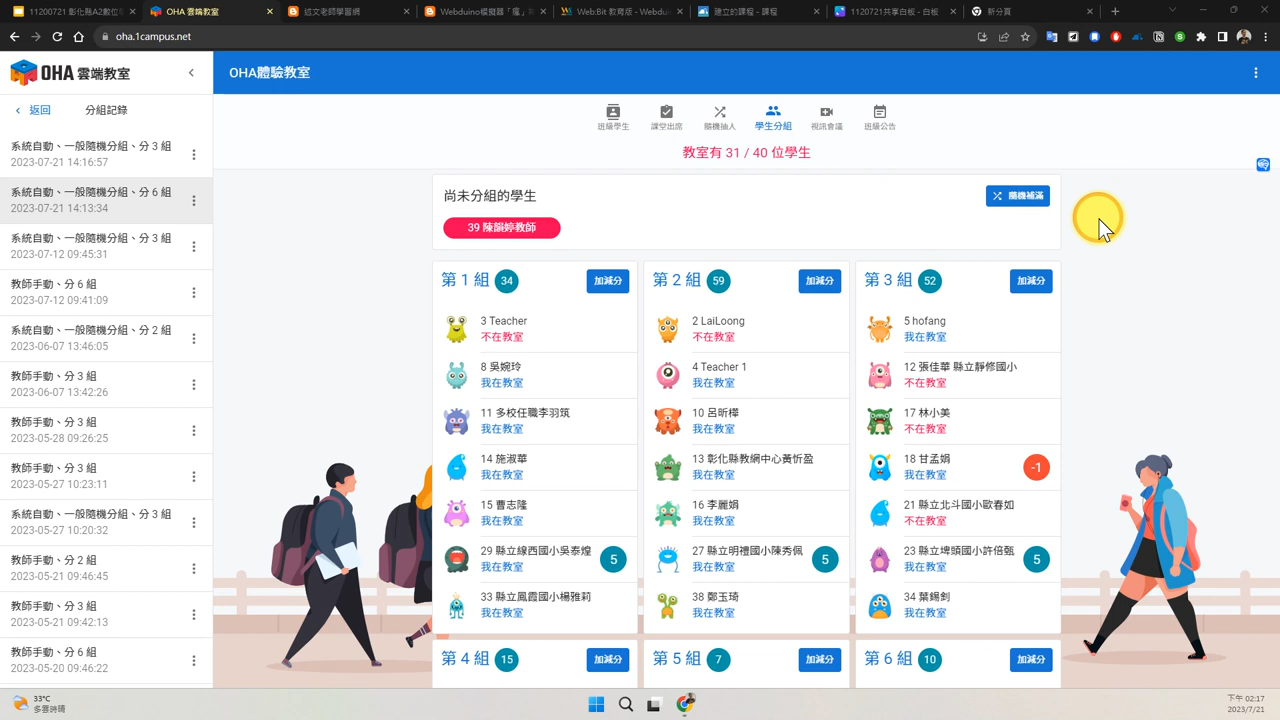 11200721 彰化縣A2數位
OHA 雲端教室
述文老師學習網
Webduino模擬器「瘋」
Web:Bit 教育版 - Webdui
建立的課程 - 課程
1120721共享白板 - 白板
新分頁
oha.1campus.net
OHA 雲端教室
OHA體驗教室
返回
分組記錄
系統自動、一般隨機分組、分 3 組
2023-07-21 14:16:57
系統自動、一般隨機分組、分 6 組
2023-07-21 14:13:34
系統自動、一般隨機分組、分 3 組
2023-07-12 09:45:31
教師手動、分 6 組
2023-07-12 09:41:09
系統自動、一般隨機分組、分 2 組
2023-06-07 13:46:05
教師手動、分 3 組
2023-06-07 13:42:26
教師手動、分 3 組
2023-05-28 09:26:25
教師手動、分 3 組
2023-05-27 10:23:11
系統自動、一般隨機分組、分 3 組
2023-05-27 10:20:32
教師手動、分 2 組
2023-05-21 09:46:45
教師手動、分 3 組
2023-05-21 09:42:13
教師手動、分 6 組
2023-05-20 09:46:22
班級學生
課堂出席
隨機抽人
學生分組
視訊會議
班級公告
教室有 31 / 40 位學生
尚未分組的學生
隨機補滿
39 陳韻婷教師
第 1 組 34 加減分
3 Teacher
不在教室
8 吳婉玲
我在教室
11 多校任職李羽筑
我在教室
14 施淑華
我在教室
15 曹志隆
我在教室
29 縣立線西國小吳泰煌
我在教室
5
33 縣立鳳霞國小楊雅莉
我在教室
第 2 組 59 加減分
2 LaiLoong
不在教室
4 Teacher 1
我在教室
10 呂昕樺
我在教室
13 彰化縣教網中心黃忻盈
我在教室
16 李麗娟
我在教室
27 縣立明禮國小陳秀佩
我在教室
5
38 鄭玉琦
我在教室
第 3 組 52 加減分
5 hofang
我在教室
12 張佳華 縣立靜修國小
不在教室
17 林小美
不在教室
18 甘孟娟
我在教室
-1
21 縣立北斗國小歐春如
不在教室
23 縣立埤頭國小許倍甄
我在教室
5
34 葉錫釗
我在教室
第 4 組 15 加減分
第 5 組 7 加減分
第 6 組 10 加減分
33°C
多雲時晴
下午 02:17
2023/7/21